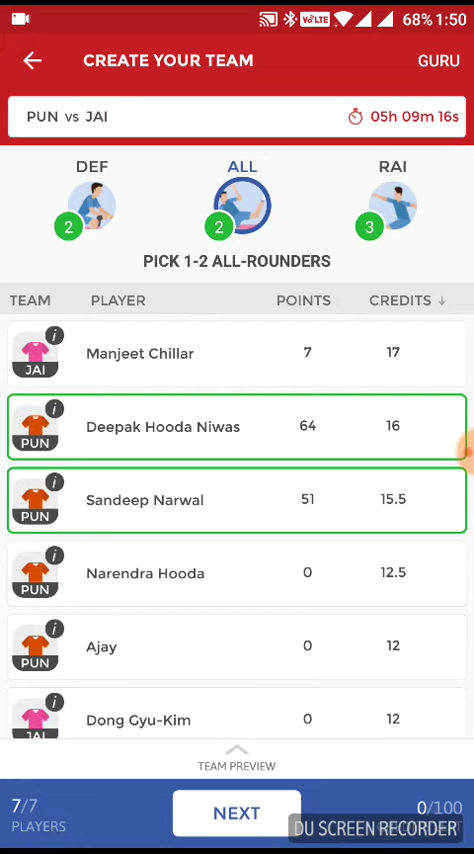 VoLTE 68% 1:50
CREATE YOUR TEAM GURU
PUN vs JAI 05h 09m 16s
DEF ALL RAI
2 2 3
PICK 1-2 ALL-ROUNDERS
TEAM PLAYER POINTS CREDITS ↓
i
JAI Manjeet Chillar 7 17
i
PUN Deepak Hooda Niwas 64 16
i
PUN Sandeep Narwal 51 15.5
i
PUN Narendra Hooda 0 12.5
i
PUN Ajay 0 12
i
JAI Dong Gyu-Kim 0 12
TEAM PREVIEW
7/7 NEXT 0/100
PLAYERS DU SCREEN RECORDER